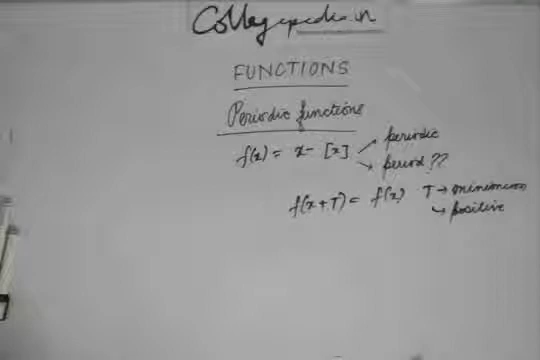 Collegepedia.in
FUNCTIONS
Periodic functions
f(x) = x - [x] → periodic
→ period ??
f(x+T) = f(x) T → minimum
↳ positive